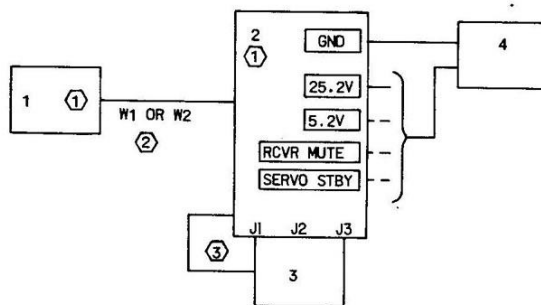 2
1
GND
4
25.2V
1
1
5.2V
W1 OR W2
2
RCVR MUTE
SERVO STBY
J1 J2 J3
3
3